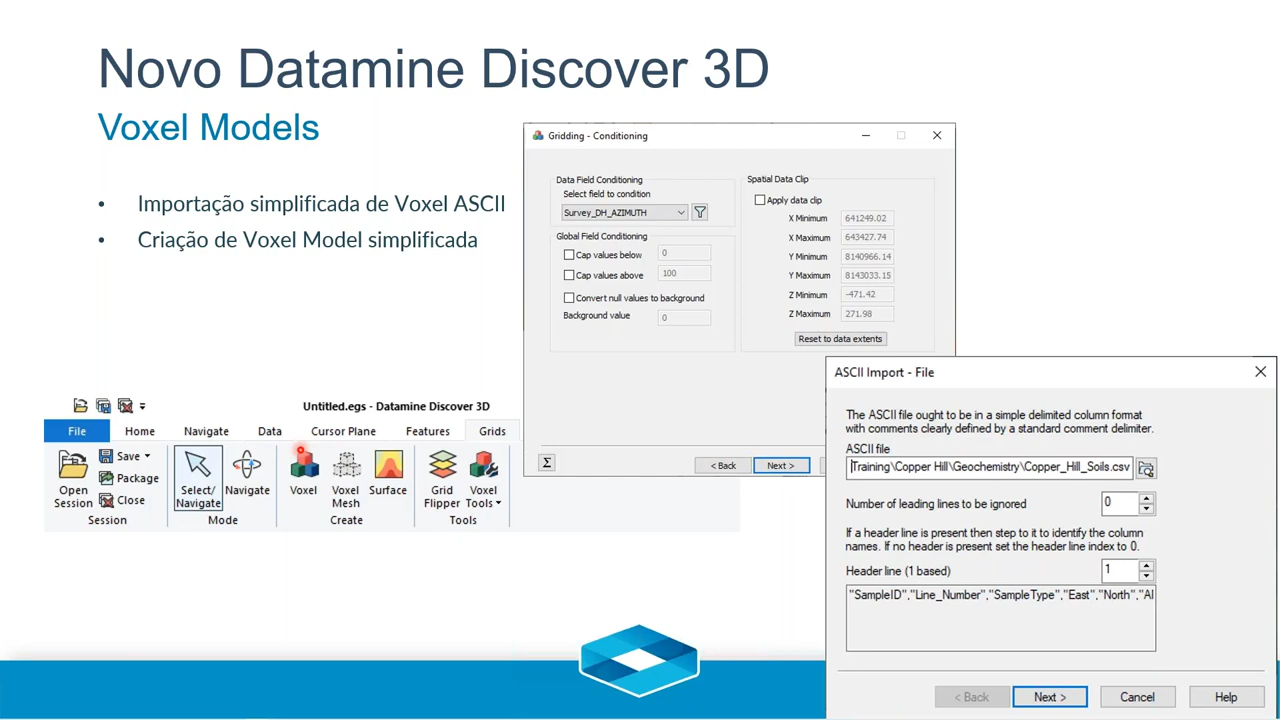 Novo Datamine Discover 3D
Voxel Models
• Importação simplificada de Voxel ASCII
• Criação de Voxel Model simplificada
Gridding - Conditioning
Data Field Conditioning
Select field to condition
Survey_DH_AZIMUTH
Global Field Conditioning
Cap values below 0
Cap values above 100
Convert null values to background
Background value 0
Spatial Data Clip
Apply data clip
X Minimum 641249.02
X Maximum 643427.74
Y Minimum 8140966.14
Y Maximum 8143033.15
Z Minimum -471.42
Z Maximum 271.98
Reset to data extents
Σ
< Back Next >
Untitled.egs - Datamine Discover 3D
File Home Navigate Data Cursor Plane Features Grids
Open Session
Save
Package
Close
Session
Select/ Navigate
Navigate
Mode
Voxel
Voxel Mesh
Surface
Create
Grid Flipper
Voxel Tools
Tools
ASCII Import - File
The ASCII file ought to be in a simple delimited column format
with comments clearly defined by a standard comment delimiter.
ASCII file
Training\Copper Hill\Geochemistry\Copper_Hill_Soils.csv
Number of leading lines to be ignored 0
If a header line is present then step to it to identify the column
names. If no header is present set the header line index to 0.
Header line (1 based) 1
"SampleID","Line_Number","SampleType","East","North","Al
< Back Next > Cancel Help